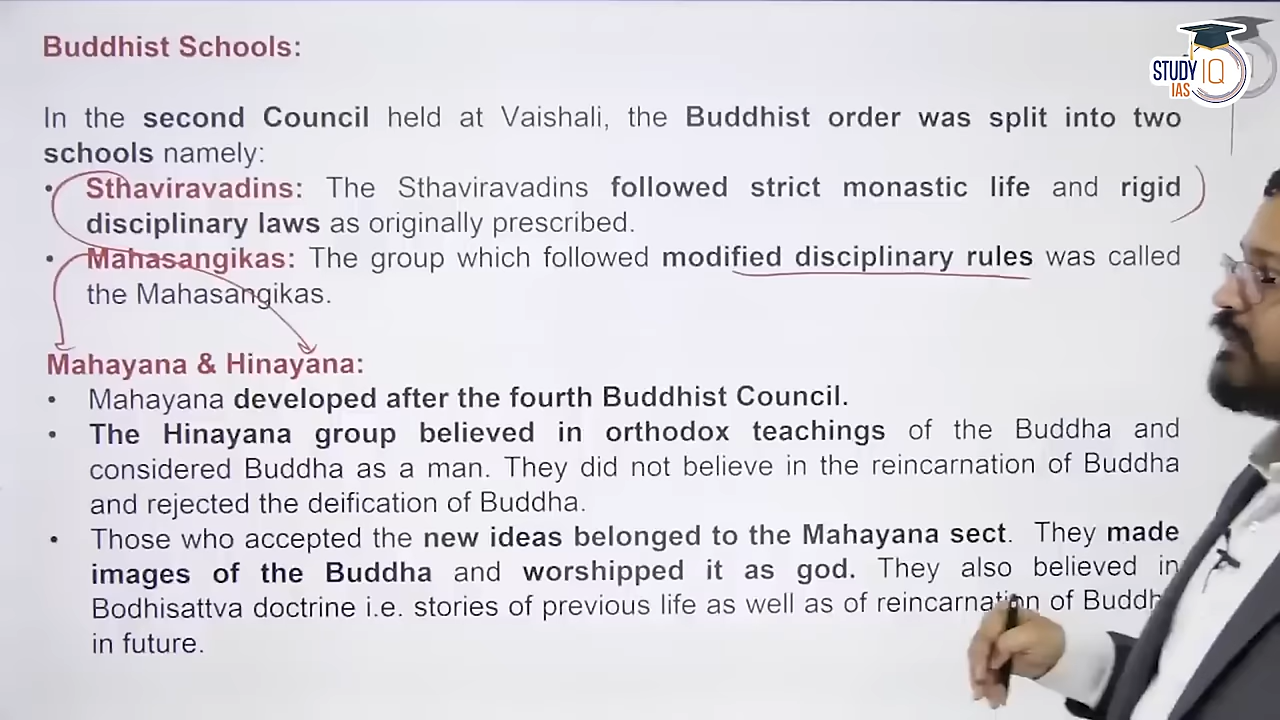 Buddhist Schools:
STUDY IQ
IAS
In the second Council held at Vaishali, the Buddhist order was split into two
schools namely:
• Sthaviravadins: The Sthaviravadins followed strict monastic life and rigid
disciplinary laws as originally prescribed.
• Mahasangikas: The group which followed modified disciplinary rules was called
the Mahasangikas.
Mahayana & Hinayana:
• Mahayana developed after the fourth Buddhist Council.
• The Hinayana group believed in orthodox teachings of the Buddha and
considered Buddha as a man. They did not believe in the reincarnation of Buddha
and rejected the deification of Buddha.
• Those who accepted the new ideas belonged to the Mahayana sect. They made
images of the Buddha and worshipped it as god. They also believed in
Bodhisattva doctrine i.e. stories of previous life as well as of reincarnation of Buddh
in future.